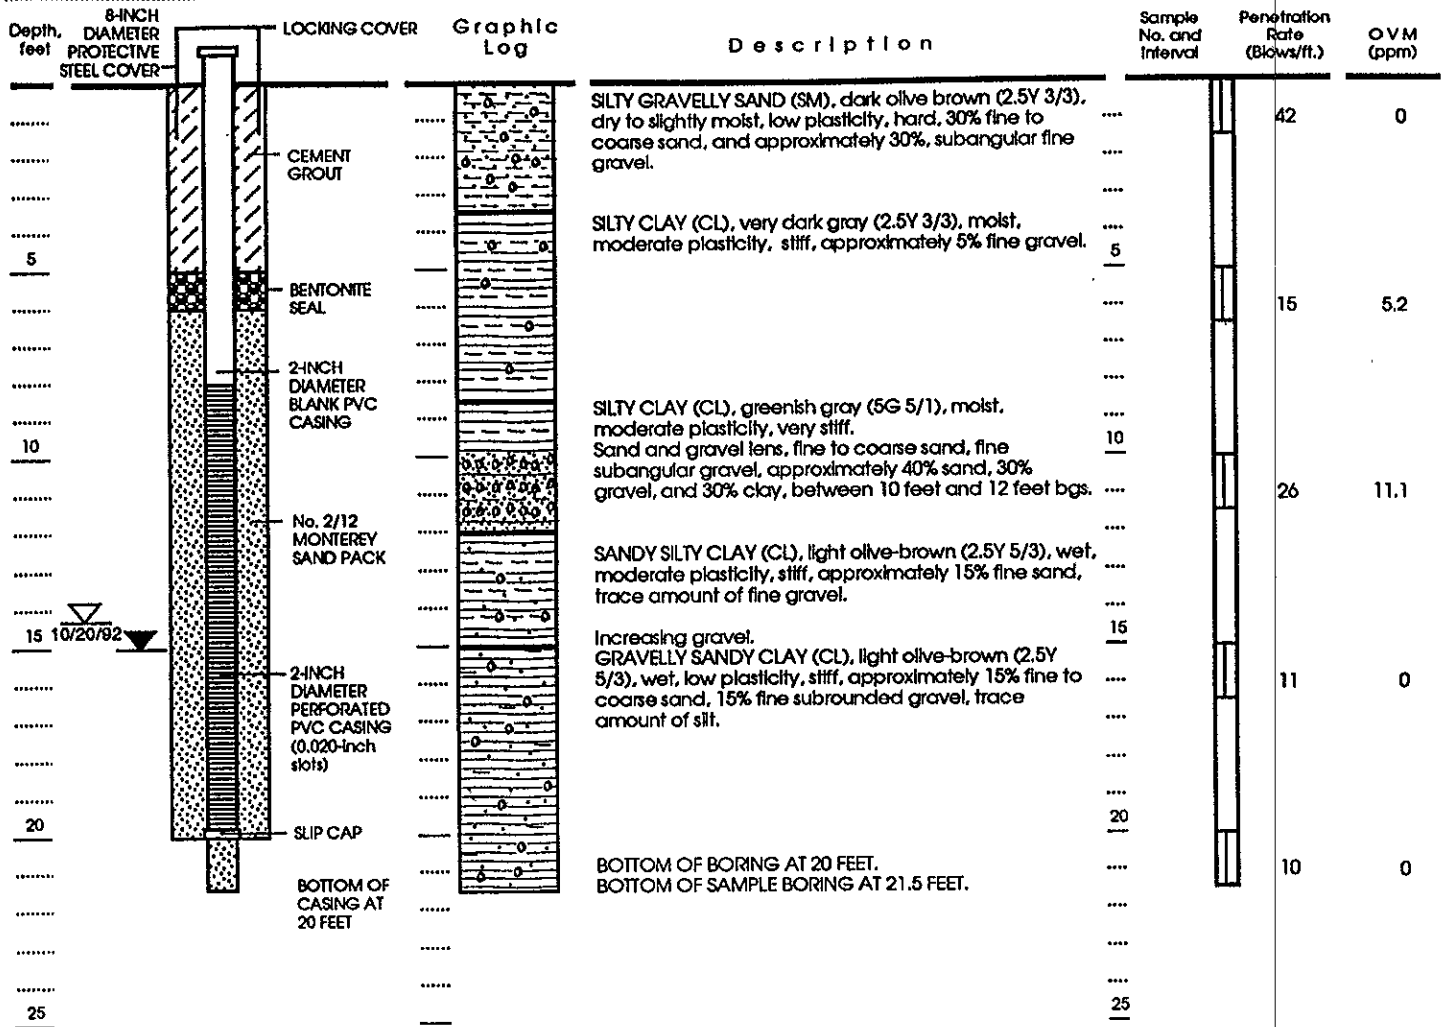 Depth, feet
8-INCH DIAMETER PROTECTIVE STEEL COVER
LOCKING COVER
Graphic Log
Description
Sample No. and Interval
Penetration Rate (Blows/ft.)
OVM (ppm)
SILTY GRAVELLY SAND (SM), dark olive brown (2.5Y 3/3),
dry to slightly moist, low plasticity, hard, 30% fine to
coarse sand, and approximately 30%, subangular fine
gravel.
42
0
CEMENT
GROUT
SILTY CLAY (CL), very dark gray (2.5Y 3/3), moist,
moderate plasticity, stiff, approximately 5% fine gravel.
5
5
BENTONITE
SEAL
15
5.2
2-INCH
DIAMETER
BLANK PVC
CASING
SILTY CLAY (CL), greenish gray (5G 5/1), moist,
moderate plasticity, very stiff.
Sand and gravel lens, fine to coarse sand, fine
subangular gravel, approximately 40% sand, 30%
gravel, and 30% clay, between 10 feet and 12 feet bgs.
10
10
26
11.1
No. 2/12
MONTEREY
SAND PACK
SANDY SILTY CLAY (CL), light olive-brown (2.5Y 5/3), wet,
moderate plasticity, stiff, approximately 15% fine sand,
trace amount of fine gravel.
15
10/20/92
15
Increasing gravel.
GRAVELLY SANDY CLAY (CL), light olive-brown (2.5Y
5/3), wet, low plasticity, stiff, approximately 15% fine to
coarse sand, 15% fine subrounded gravel, trace
amount of silt.
11
0
2-INCH
DIAMETER
PERFORATED
PVC CASING
(0.020-inch
slots)
20
20
SLIP CAP
BOTTOM OF BORING AT 20 FEET.
BOTTOM OF SAMPLE BORING AT 21.5 FEET.
10
0
BOTTOM OF
CASING AT
20 FEET
25
25